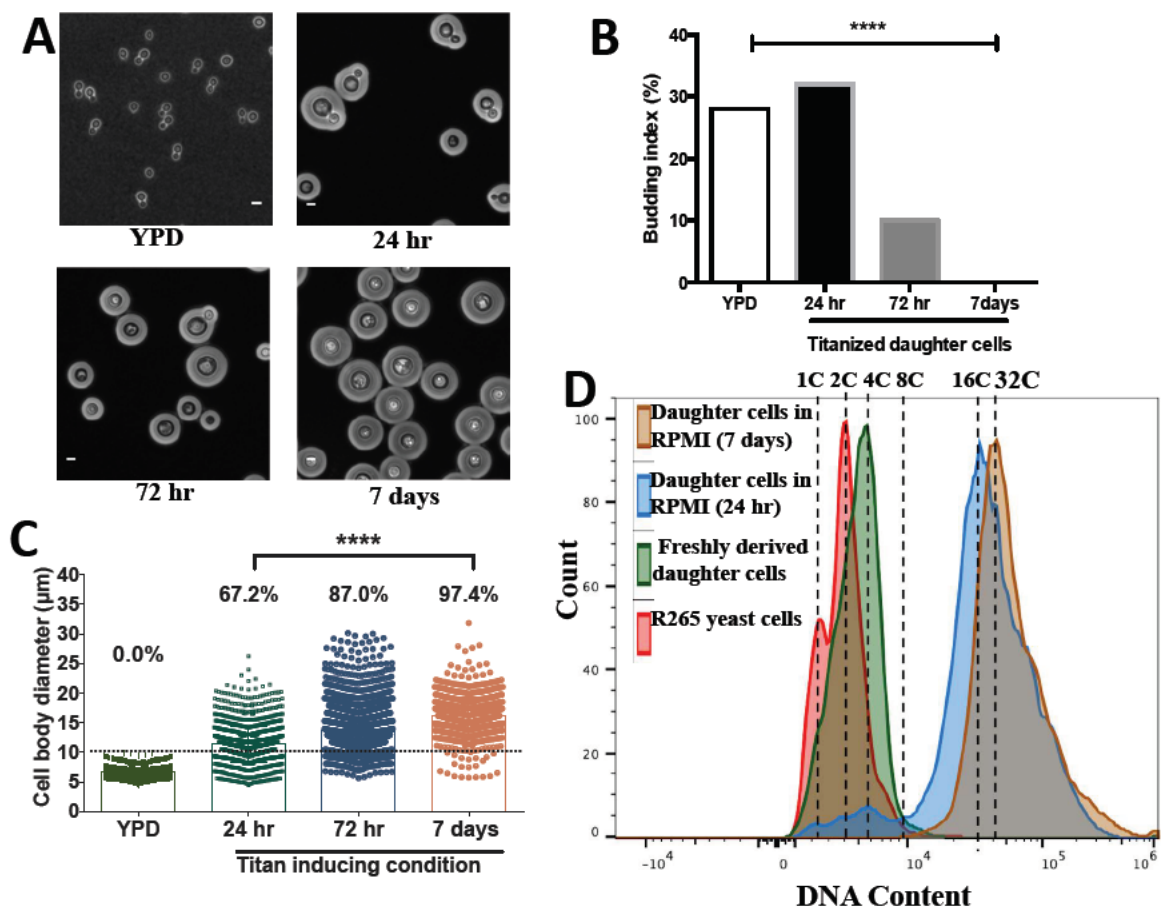 A
YPD
24 hr
72 hr
7 days
B
****
40
30
20
10
0
Budding index (%)
YPD
24 hr
72 hr
7days
Titanized daughter cells
C
****
67.2%
87.0%
97.4%
0.0%
40
35
30
25
20
15
10
5
0
Cell body diameter (μm)
YPD
24 hr
72 hr
7 days
Titan inducing condition
D
1C 2C 4C 8C 16C 32C
Daughter cells in
RPMI (7 days)
Daughter cells in
RPMI (24 hr)
Freshly derived
daughter cells
R265 yeast cells
100
80
60
40
20
0
Count
-10⁴ 0 10⁴ 10⁵ 10⁶
DNA Content